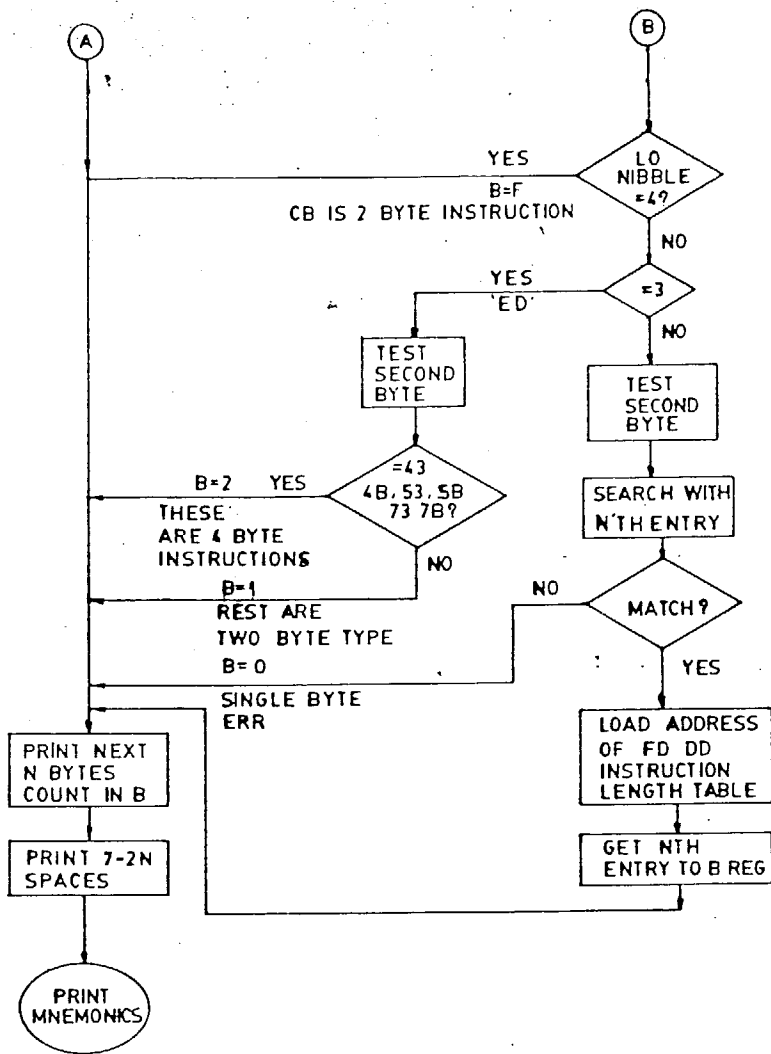 A
B
LO
NIBBLE
=4?
YES
B=F
CB IS 2 BYTE INSTRUCTION
NO
=3
YES
'ED'
NO
TEST
SECOND
BYTE
TEST
SECOND
BYTE
=43
4B, 53, 5B
73 7B?
B=2 YES
THESE
ARE 4 BYTE
INSTRUCTIONS
NO
B=1
REST ARE
TWO BYTE TYPE
SEARCH WITH
N'TH ENTRY
MATCH?
NO
B=0
SINGLE BYTE
ERR
YES
LOAD ADDRESS
OF FD DD
INSTRUCTION
LENGTH TABLE
GET NTH
ENTRY TO B REG
PRINT NEXT
N BYTES
COUNT IN B
PRINT 7-2N
SPACES
PRINT
MNEMONICS